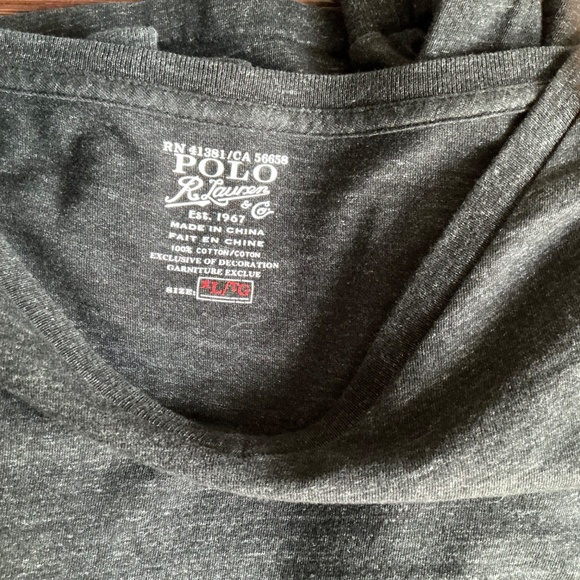 RN 41381/CA 56658
POLO
R. Lauren
& Co
Est. 1967
MADE IN CHINA
FAIT EN CHINE
100% COTTON/COTON
EXCLUSIVE OF DECORATION
GARNITURE EXCLUE
SIZE: *L/*G